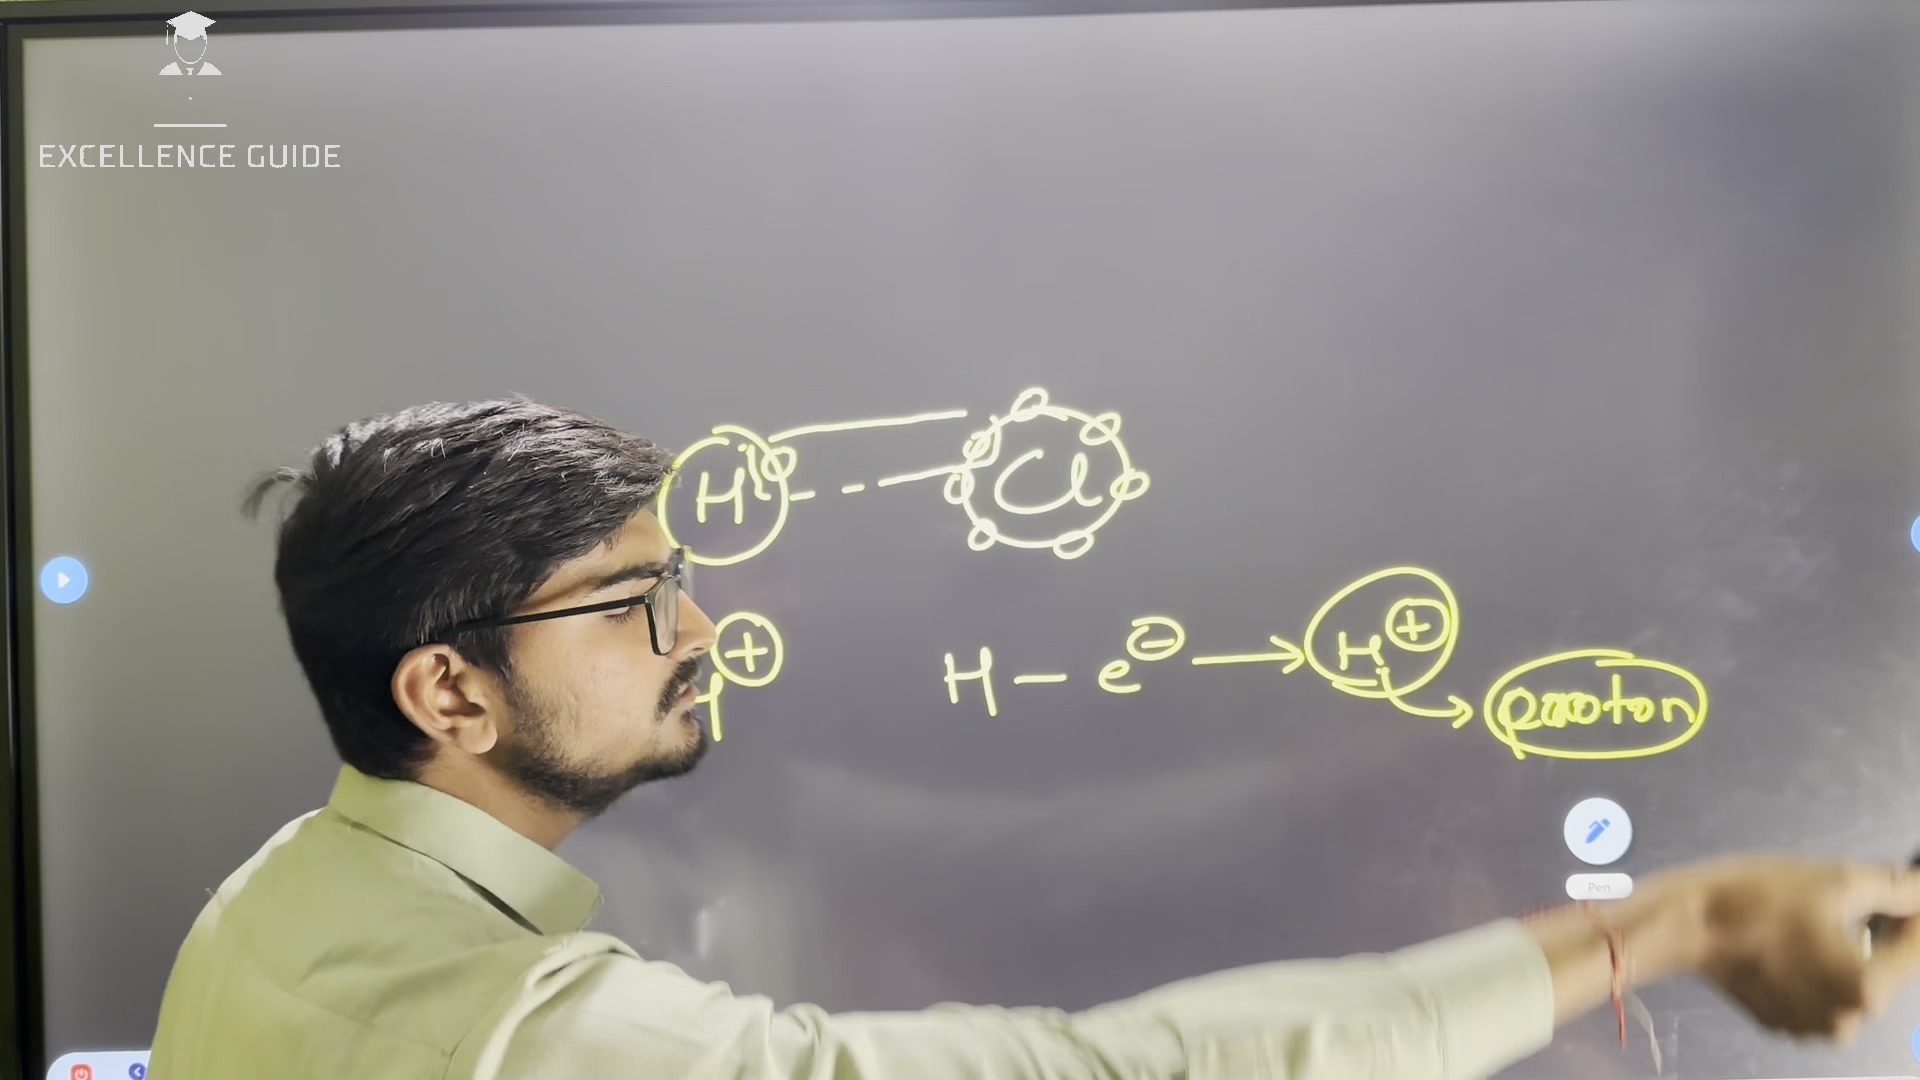 EXCELLENCE GUIDE
H Cl
+
H — e⊖ → H⊕
proton
Pen